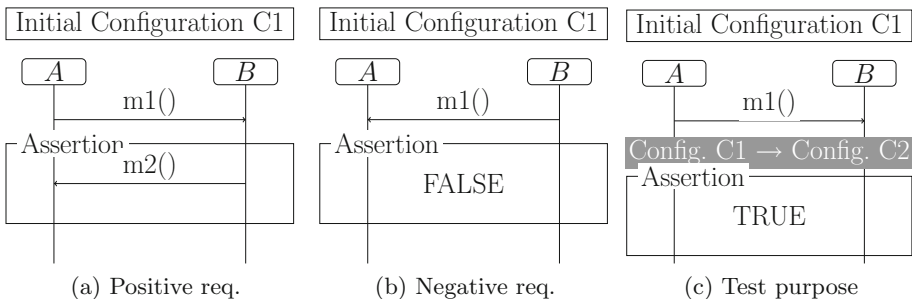 Initial Configuration C1
A B
m1()
Assertion
m2()
(a) Positive req.
Initial Configuration C1
A B
m1()
Assertion
FALSE
(b) Negative req.
Initial Configuration C1
A B
m1()
Config. C1 → Config. C2
Assertion
TRUE
(c) Test purpose